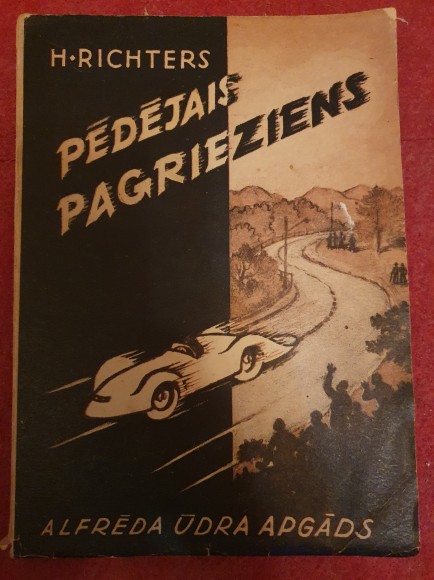 H. RICHTERS
PĒDĒJAIS
PAGRIEZIENS
ALFRĒDA ŪDRA APGĀDS